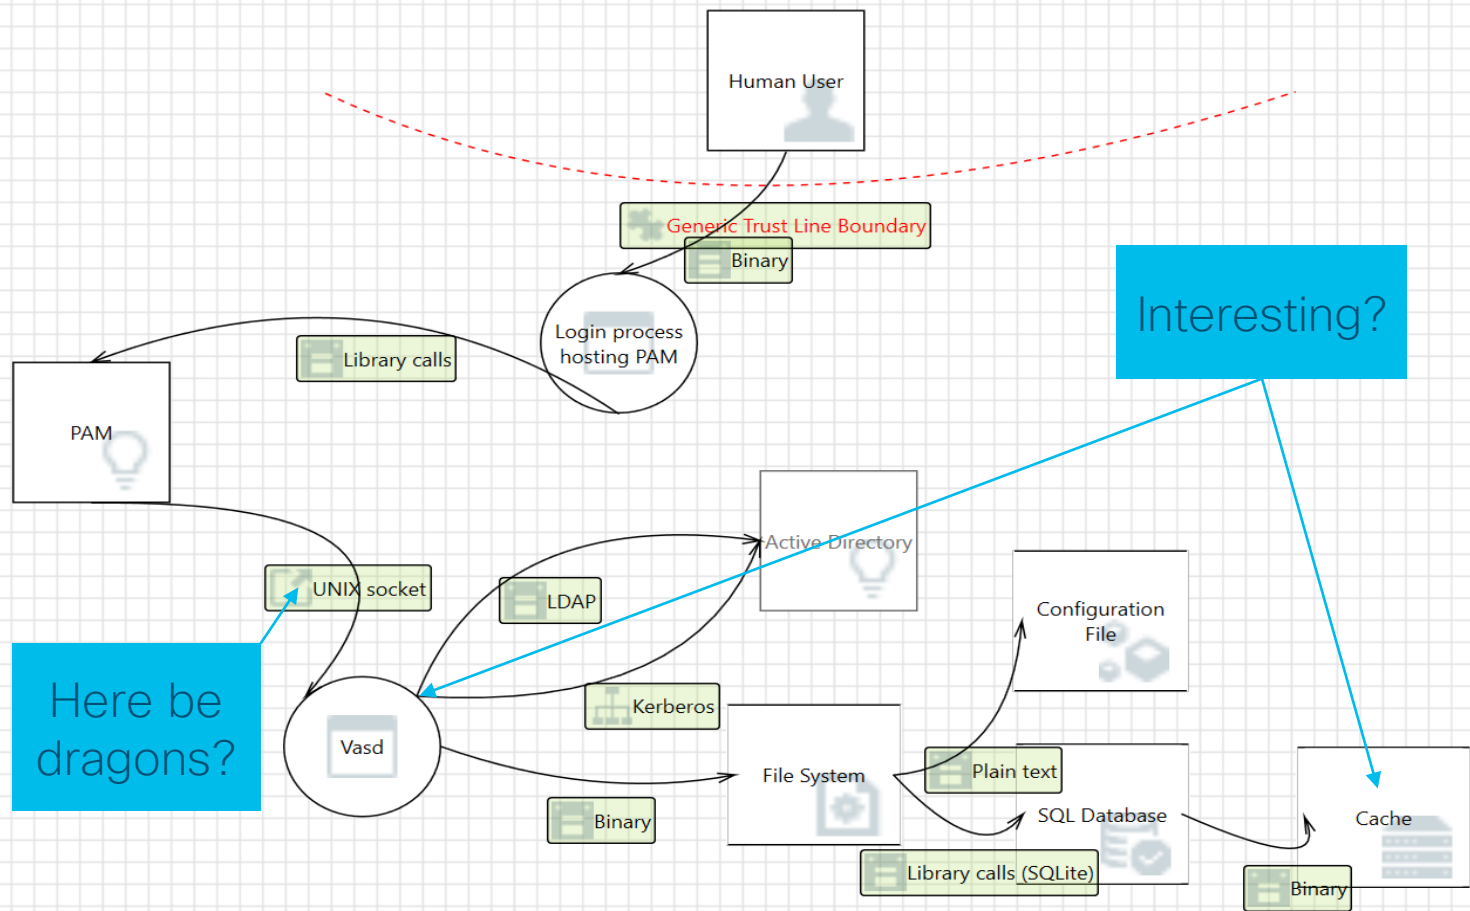 Human User
Generic Trust Line Boundary
Binary
Interesting?
Login process
hosting PAM
Library calls
PAM
Active Directory
UNIX socket
LDAP
Configuration
File
Here be
dragons?
Kerberos
Vasd
File System
Plain text
SQL Database
Cache
Binary
Library calls (SQLite)
Binary